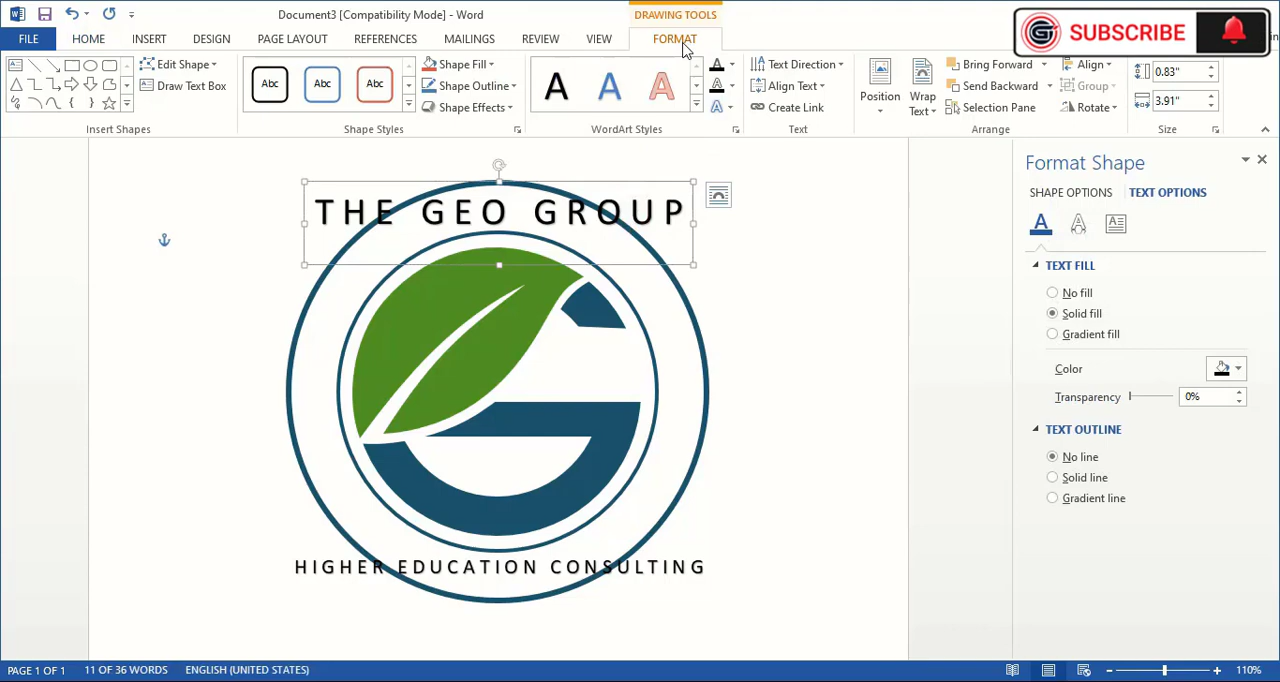 Document3 [Compatibility Mode] - Word
DRAWING TOOLS
SUBSCRIBE
FILE HOME INSERT DESIGN PAGE LAYOUT REFERENCES MAILINGS REVIEW VIEW FORMAT
Edit Shape
Draw Text Box
Insert Shapes
Abc Abc Abc
Shape Fill
Shape Outline
Shape Effects
Shape Styles
A A A
WordArt Styles
Text Direction
Align Text
Create Link
Text
Position
Wrap
Text
Bring Forward
Send Backward
Selection Pane
Align
Group
Rotate
Arrange
0.83"
3.91"
Size
THE GEO GROUP
HIGHER EDUCATION CONSULTING
Format Shape
SHAPE OPTIONS TEXT OPTIONS
TEXT FILL
No fill
Solid fill
Gradient fill
Color
Transparency 0%
TEXT OUTLINE
No line
Solid line
Gradient line
PAGE 1 OF 1 11 OF 36 WORDS ENGLISH (UNITED STATES) 110%